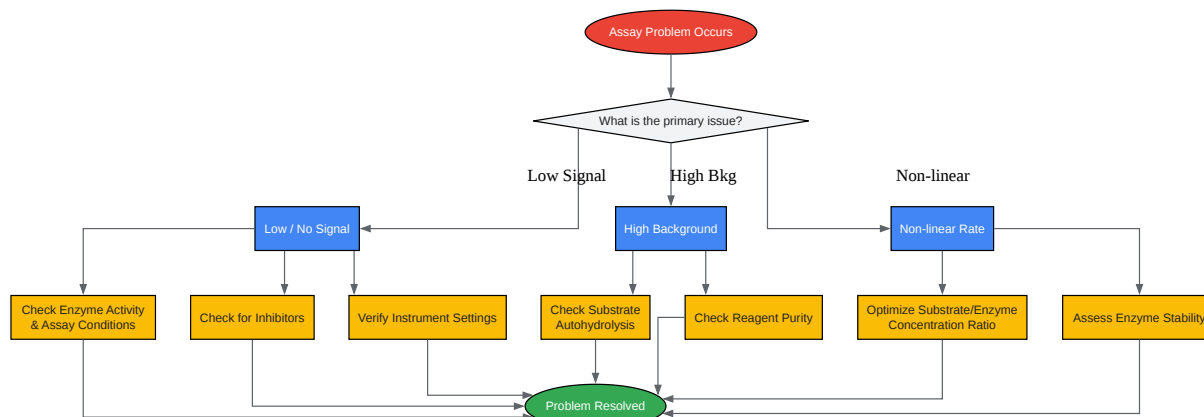 Assay Problem Occurs
What is the primary issue?
Low Signal
High Bkg
Non-linear
Low / No Signal
High Background
Non-linear Rate
Check Enzyme Activity
& Assay Conditions
Check for Inhibitors
Verify Instrument Settings
Check Substrate
Autohydrolysis
Check Reagent Purity
Optimize Substrate/Enzyme
Concentration Ratio
Assess Enzyme Stability
Problem Resolved